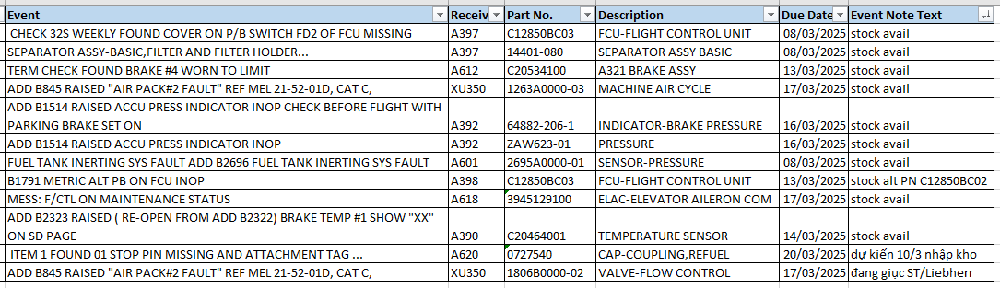 Event Receiv Part No. Description Due Date Event Note Text
CHECK 32S WEEKLY FOUND COVER ON P/B SWITCH FD2 OF FCU MISSING A397 C12850BC03 FCU-FLIGHT CONTROL UNIT 08/03/2025 stock avail
SEPARATOR ASSY-BASIC,FILTER AND FILTER HOLDER... A397 14401-080 SEPARATOR ASSY BASIC 08/03/2025 stock avail
TERM CHECK FOUND BRAKE #4 WORN TO LIMIT A612 C20534100 A321 BRAKE ASSY 13/03/2025 stock avail
ADD B845 RAISED "AIR PACK#2 FAULT" REF MEL 21-52-01D, CAT C, XU350 1263A0000-03 MACHINE AIR CYCLE 17/03/2025 stock avail
ADD B1514 RAISED ACCU PRESS INDICATOR INOP CHECK BEFORE FLIGHT WITH
PARKING BRAKE SET ON A392 64882-206-1 INDICATOR-BRAKE PRESSURE 16/03/2025 stock avail
ADD B1514 RAISED ACCU PRESS INDICATOR INOP A392 ZAW623-01 PRESSURE 16/03/2025 stock avail
FUEL TANK INERTING SYS FAULT ADD B2696 FUEL TANK INERTING SYS FAULT A601 2695A0000-01 SENSOR-PRESSURE 08/03/2025 stock avail
B1791 METRIC ALT PB ON FCU INOP A398 C12850BC03 FCU-FLIGHT CONTROL UNIT 13/03/2025 stock alt PN C12850BC02
MESS: F/CTL ON MAINTENANCE STATUS A618 3945129100 ELAC-ELEVATOR AILERON COM 17/03/2025 stock avail
ADD B2323 RAISED ( RE-OPEN FROM ADD B2322) BRAKE TEMP #1 SHOW "XX"
ON SD PAGE A390 C20464001 TEMPERATURE SENSOR 14/03/2025 stock avail
ITEM 1 FOUND 01 STOP PIN MISSING AND ATTACHMENT TAG ... A620 0727540 CAP-COUPLING,REFUEL 20/03/2025 dự kiến 10/3 nhập kho
ADD B845 RAISED "AIR PACK#2 FAULT" REF MEL 21-52-01D, CAT C, XU350 1806B0000-02 VALVE-FLOW CONTROL 17/03/2025 đang giục ST/Liebherr